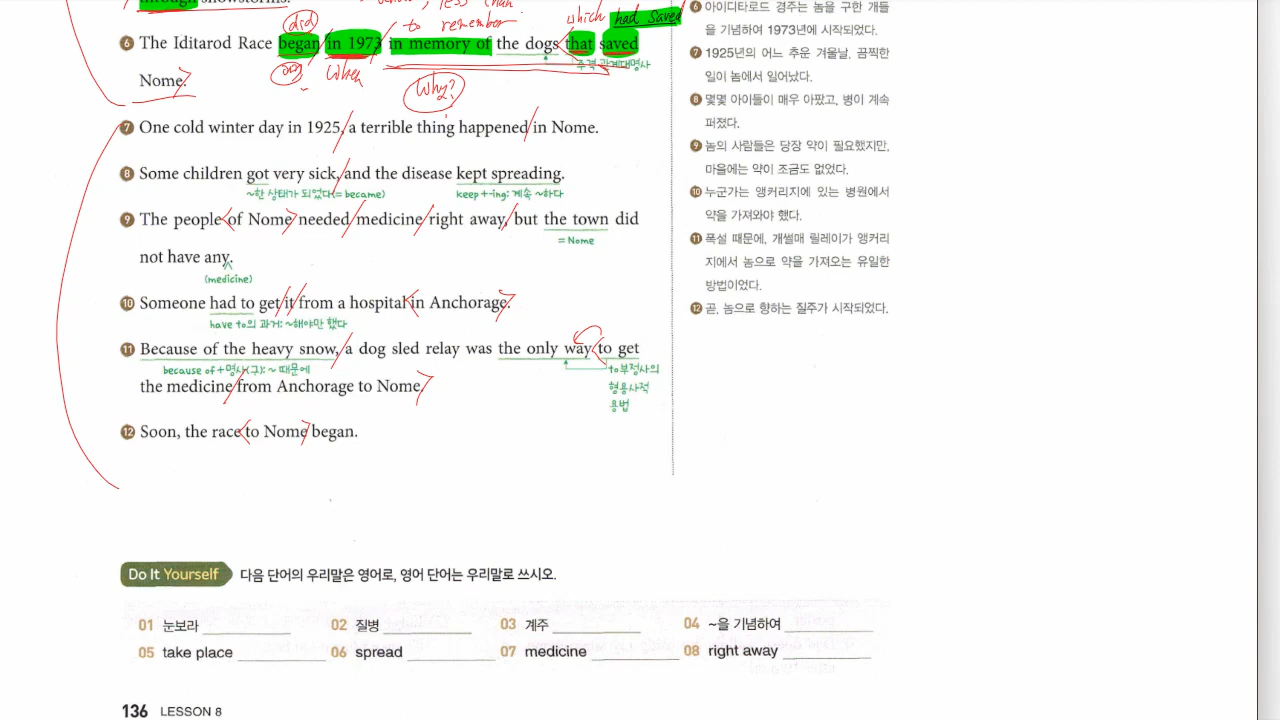 through snowstorms.
did
to remember
which had saved
⑥ The Iditarod Race began in 1973 in memory of the dogs that saved
주격 관계대명사
When
Why?
Nome.
⑦ One cold winter day in 1925, a terrible thing happened in Nome.
⑧ Some children got very sick, and the disease kept spreading.
~한 상태가 되었다(= became)
keep+-ing: 계속 ~하다
⑨ The people of Nome needed medicine right away, but the town did
= Nome
not have any.
(medicine)
⑩ Someone had to get it from a hospital in Anchorage.
have to의 과거: ~해야만 했다
⑪ Because of the heavy snow, a dog sled relay was the only way to get
because of+명사(구): ~ 때문에
to부정사의
형용사적
용법
the medicine from Anchorage to Nome.
⑫ Soon, the race to Nome began.
⑥ 아이디타로드 경주는 놈을 구한 개들
을 기념하여 1973년에 시작되었다.
⑦ 1925년의 어느 추운 겨울날, 끔찍한
일이 놈에서 일어났다.
⑧ 몇몇 아이들이 매우 아팠고, 병이 계속
퍼졌다.
⑨ 놈의 사람들은 당장 약이 필요했지만,
마을에는 약이 조금도 없었다.
⑩ 누군가는 앵커리지에 있는 병원에서
약을 가져와야 했다.
⑪ 폭설 때문에, 개썰매 릴레이가 앵커리
지에서 놈으로 약을 가져오는 유일한
방법이었다.
⑫ 곧, 놈으로 향하는 질주가 시작되었다.
Do It Yourself 다음 단어의 우리말은 영어로, 영어 단어는 우리말로 쓰시오.
01 눈보라 02 질병 03 계주 04 ~을 기념하여
05 take place 06 spread 07 medicine 08 right away
136 LESSON 8